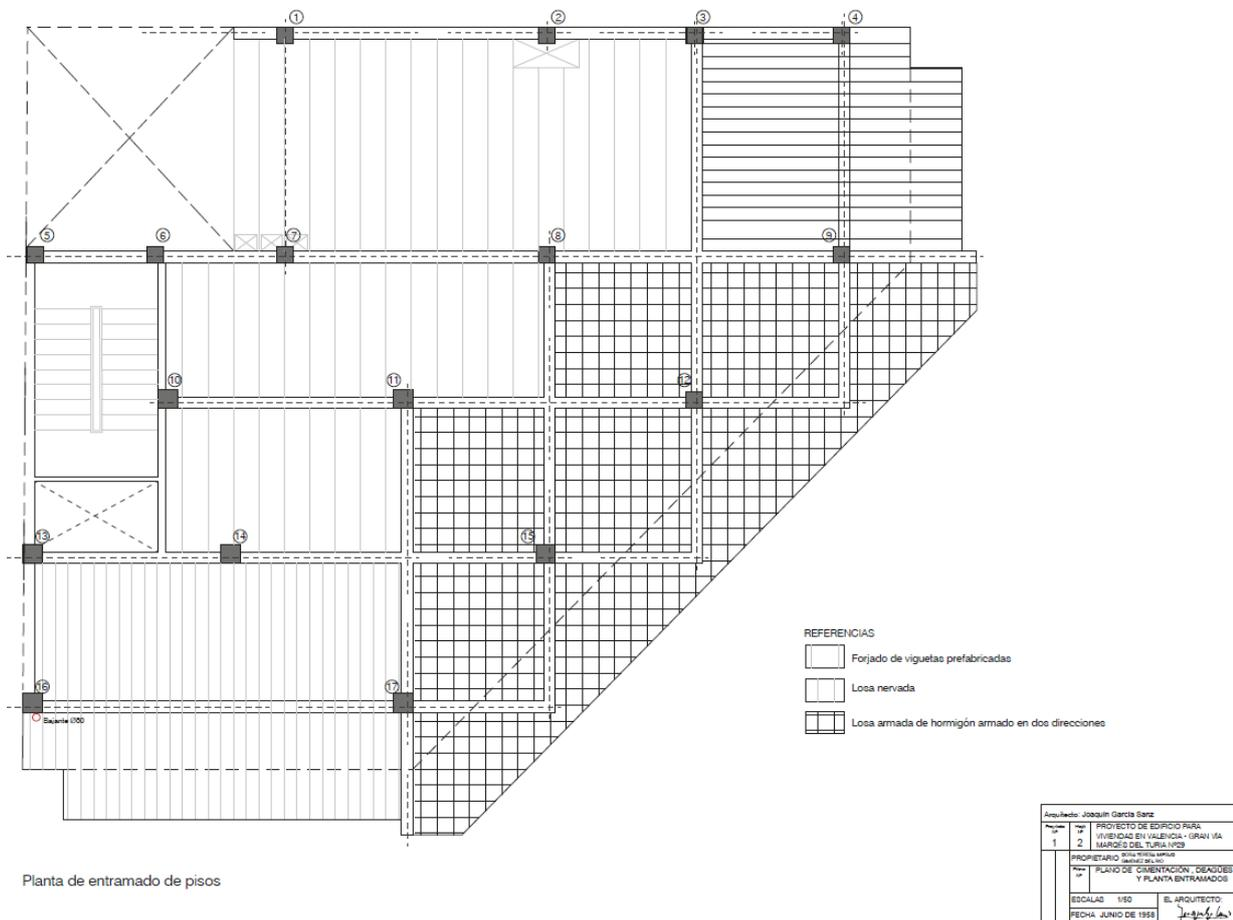 1 2 3 4
5 6 7 8 9
10 11 12
13 14 15
16 17
Bajante Ø80
REFERENCIAS
Forjado de viguetas prefabricadas
Losa nervada
Losa armada de hormigón armado en dos direcciones
Planta de entramado de pisos
Arquitecto: Joaquín García Sanz
1 2
PROYECTO DE EDIFICIO PARA
VIVIENDAS EN VALENCIA - GRAN VÍA
MARQÉS DEL TURIA Nº29
PROPIETARIO
PLANO DE CIMENTACIÓN , DEAGÜES
Y PLANTA ENTRAMADOS
ESCALAS 1/50 EL ARQUITECTO:
FECHA JUNIO DE 1958